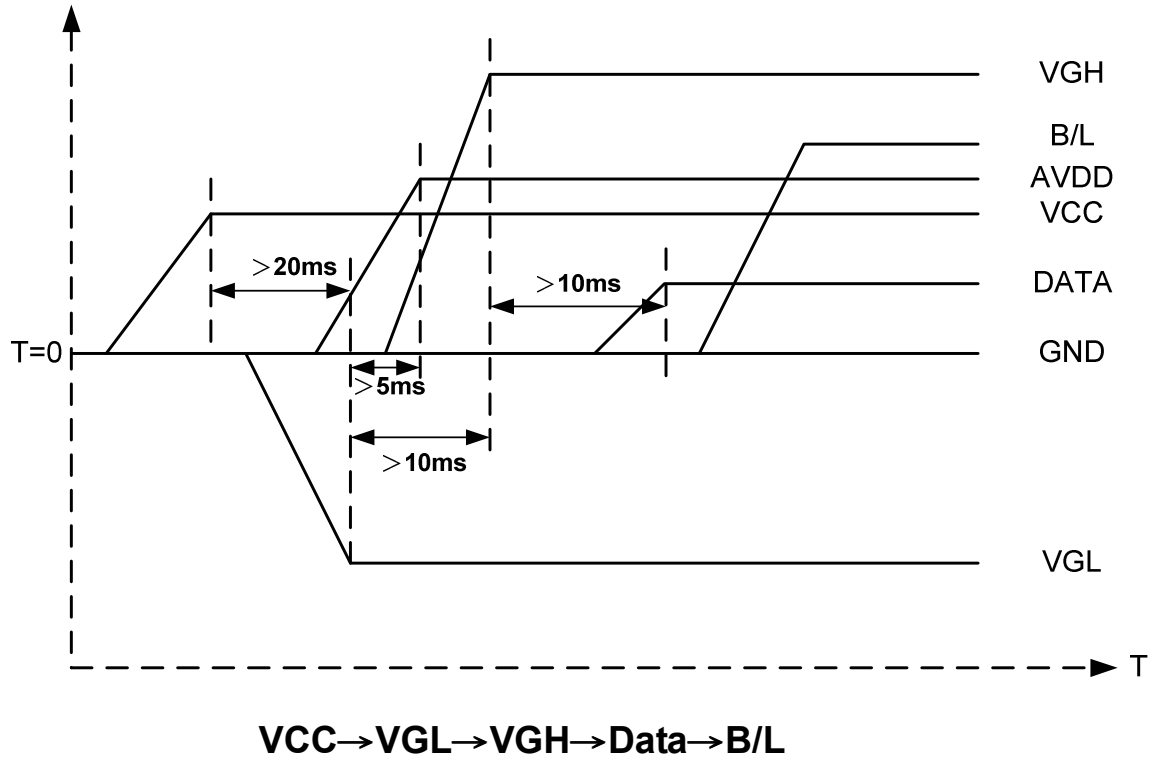 VGH
B/L
AVDD
VCC
>20ms
>10ms
DATA
T=0
GND
>5ms
>10ms
VGL
T
VCC→VGL→VGH→Data→B/L